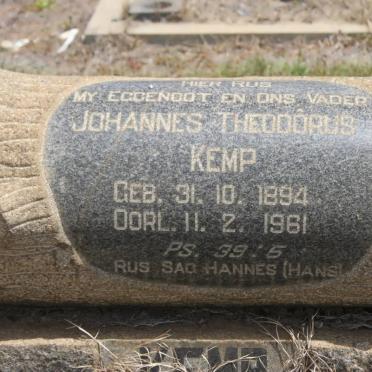 HIER RUS
MY EGGENOOT EN ONS VADER
JOHANNES THEODORUS
KEMP
GEB. 31. 10. 1894
OORL. 11. 2. 1961
PS. 39:5
RUS SAG HANNES (HANS)